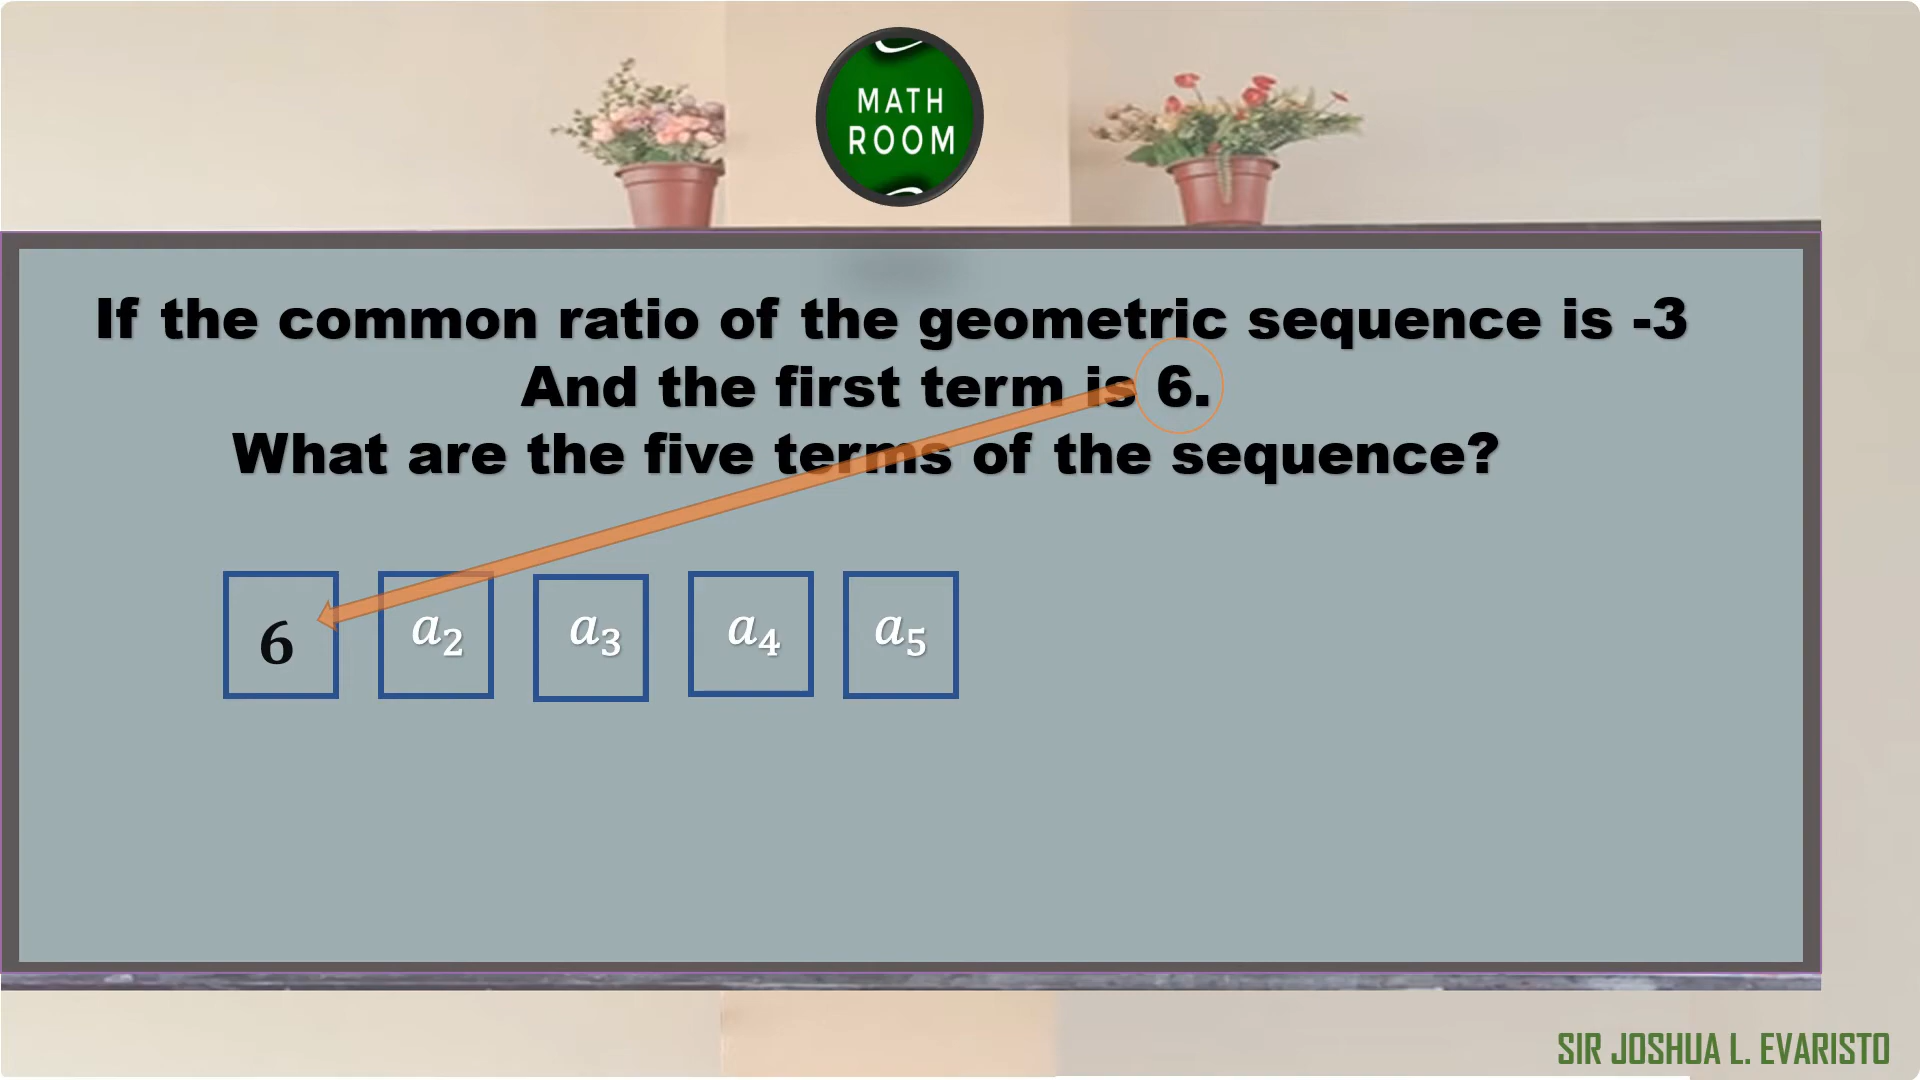 MATH
ROOM
If the common ratio of the geometric sequence is -3
And the first term is 6.
What are the five terms of the sequence?
6 a₂ a₃ a₄ a₅
SIR JOSHUA L. EVARISTO